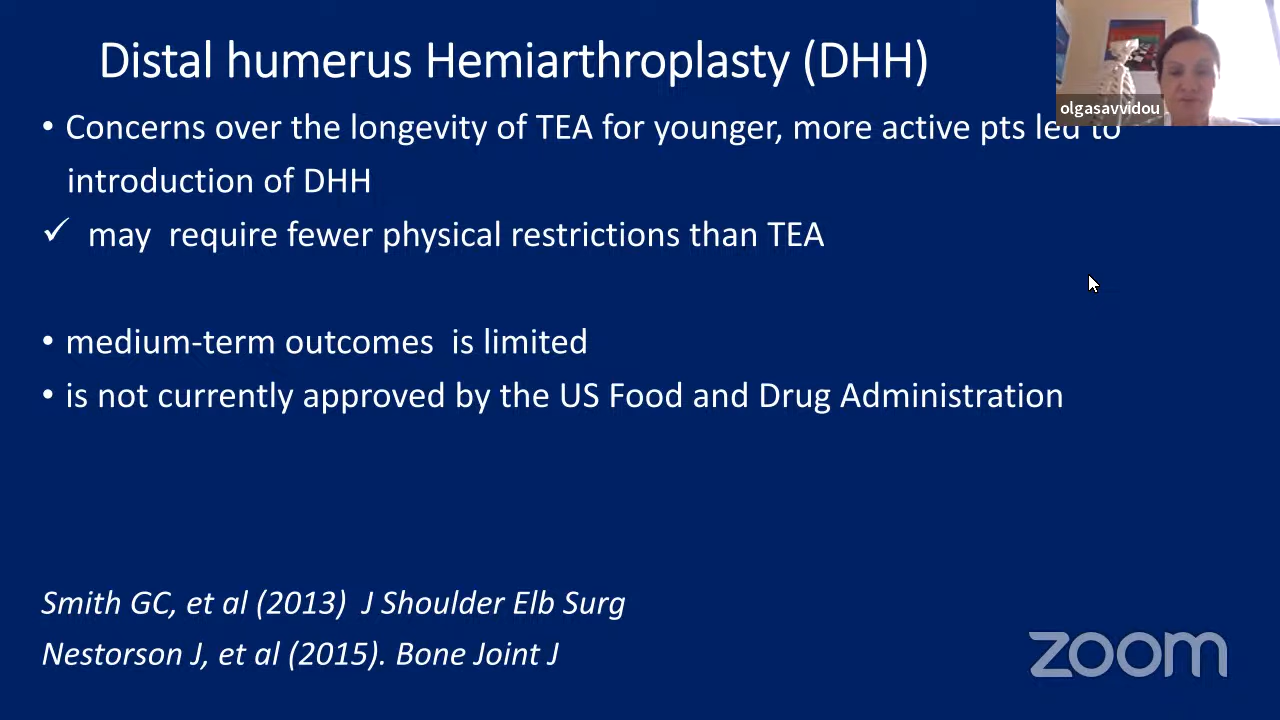 Distal humerus Hemiarthroplasty (DHH)
olgasavvidou
• Concerns over the longevity of TEA for younger, more active pts led to
introduction of DHH
✓ may require fewer physical restrictions than TEA
• medium-term outcomes is limited
• is not currently approved by the US Food and Drug Administration
Smith GC, et al (2013) J Shoulder Elb Surg
Nestorson J, et al (2015). Bone Joint J
zoom